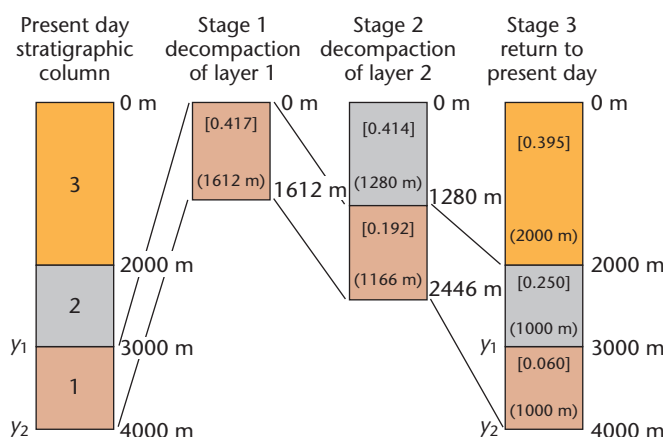 Present day
stratigraphic
column
0 m
3
2000 m
2
y1
3000 m
1
y2
4000 m
Stage 1
decompaction
of layer 1
0 m
[0.417]
(1612 m)
1612 m
Stage 2
decompaction
of layer 2
0 m
[0.414]
(1280 m)
1280 m
[0.192]
(1166 m)
2446 m
Stage 3
return to
present day
0 m
[0.395]
(2000 m)
2000 m
[0.250]
(1000 m)
y1
3000 m
[0.060]
(1000 m)
y2
4000 m